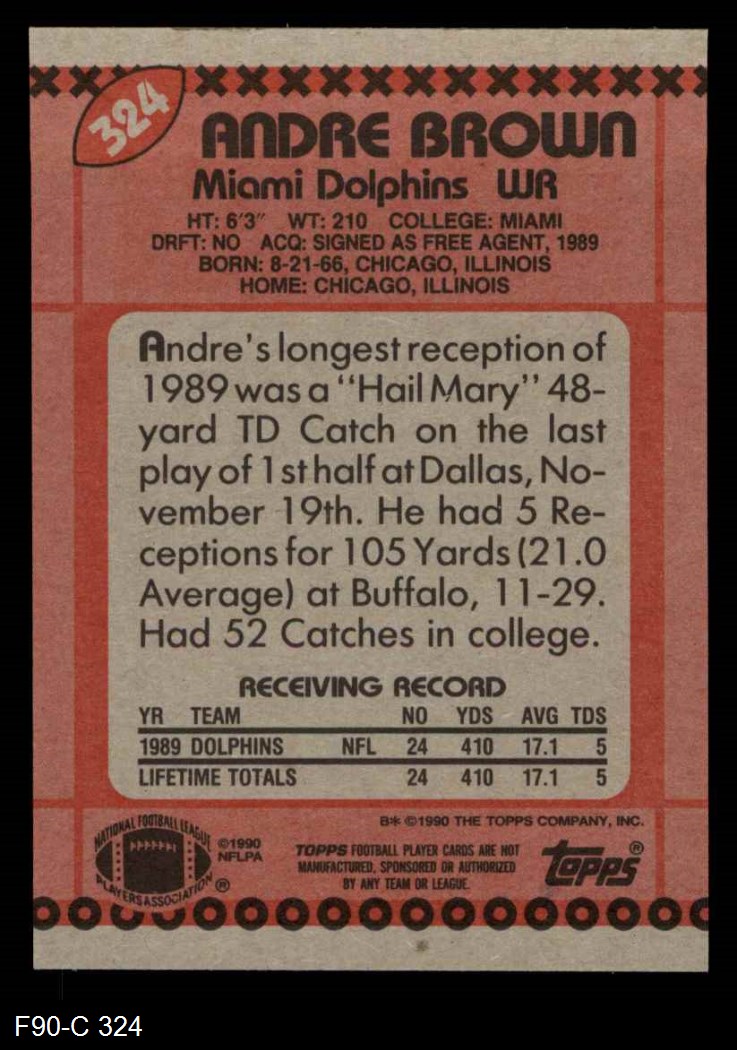 324
ANDRE BROWN
Miami Dolphins WR
HT: 6'3" WT: 210 COLLEGE: MIAMI
DRFT: NO ACQ: SIGNED AS FREE AGENT, 1989
BORN: 8-21-66, CHICAGO, ILLINOIS
HOME: CHICAGO, ILLINOIS
Andre's longest reception of
1989 was a "Hail Mary" 48-
yard TD Catch on the last
play of 1st half at Dallas, No-
vember 19th. He had 5 Re-
ceptions for 105 Yards (21.0
Average) at Buffalo, 11-29.
Had 52 Catches in college.
RECEIVING RECORD
YR TEAM NO YDS AVG TDS
1989 DOLPHINS NFL 24 410 17.1 5
LIFETIME TOTALS 24 410 17.1 5
B* ©1990 THE TOPPS COMPANY, INC.
NATIONAL FOOTBALL LEAGUE
PLAYERS ASSOCIATION ®
©1990
NFLPA
TOPPS FOOTBALL PLAYER CARDS ARE NOT
MANUFACTURED, SPONSORED OR AUTHORIZED
BY ANY TEAM OR LEAGUE.
topps®
F90-C 324